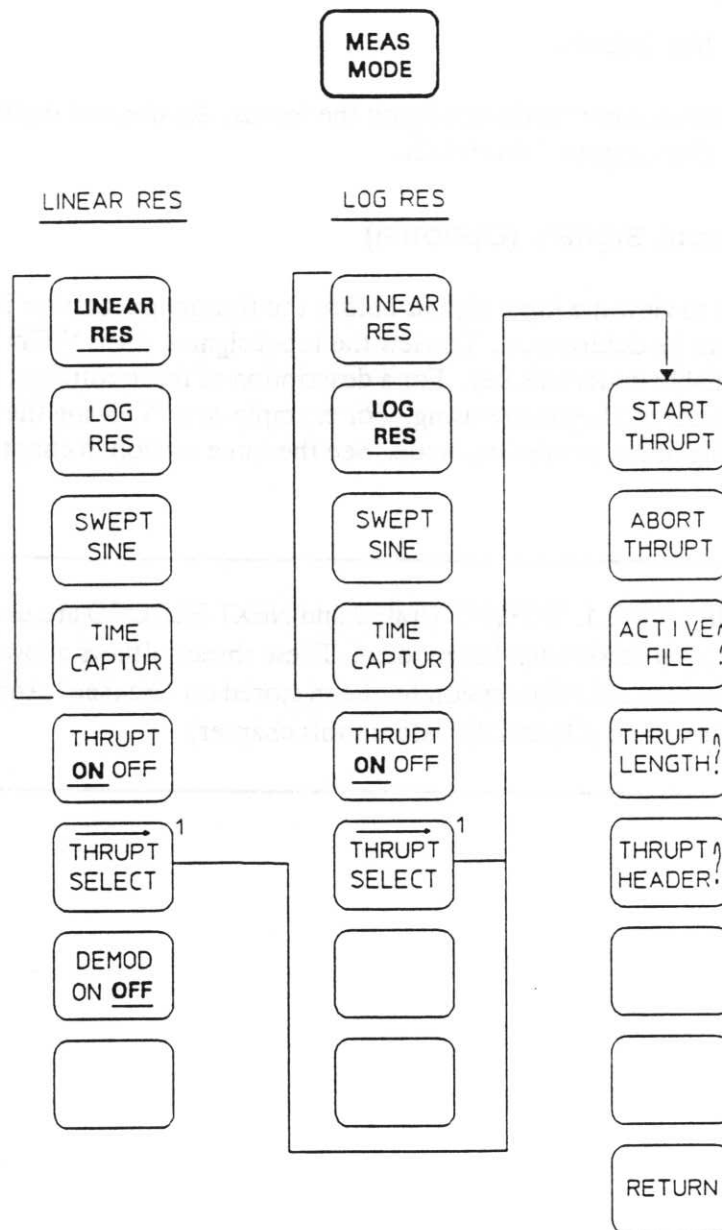 MEAS
MODE
LINEAR RES
LINEAR
RES
LOG
RES
SWEPT
SINE
TIME
CAPTUR
THRUPT
ON OFF
THRUPT 1
SELECT
DEMOD
ON OFF
LOG RES
LINEAR
RES
LOG
RES
SWEPT
SINE
TIME
CAPTUR
THRUPT
ON OFF
THRUPT 1
SELECT
START
THRUPT
ABORT
THRUPT
ACTIVE
FILE
THRUPT
LENGTH
THRUPT
HEADER
RETURN